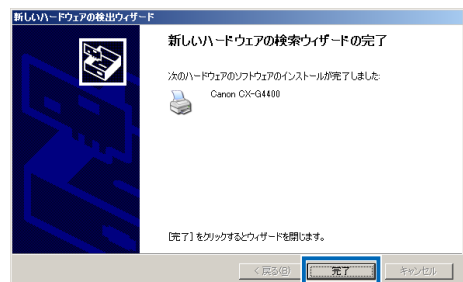 新しいハードウェアの検出ウィザード
新しいハードウェアの検索ウィザードの完了
次のハードウェアのソフトウェアのインストールが完了しました:
Canon CX-G4400
[完了] をクリックするとウィザードを閉じます。
< 戻る(B)
完了
キャンセル